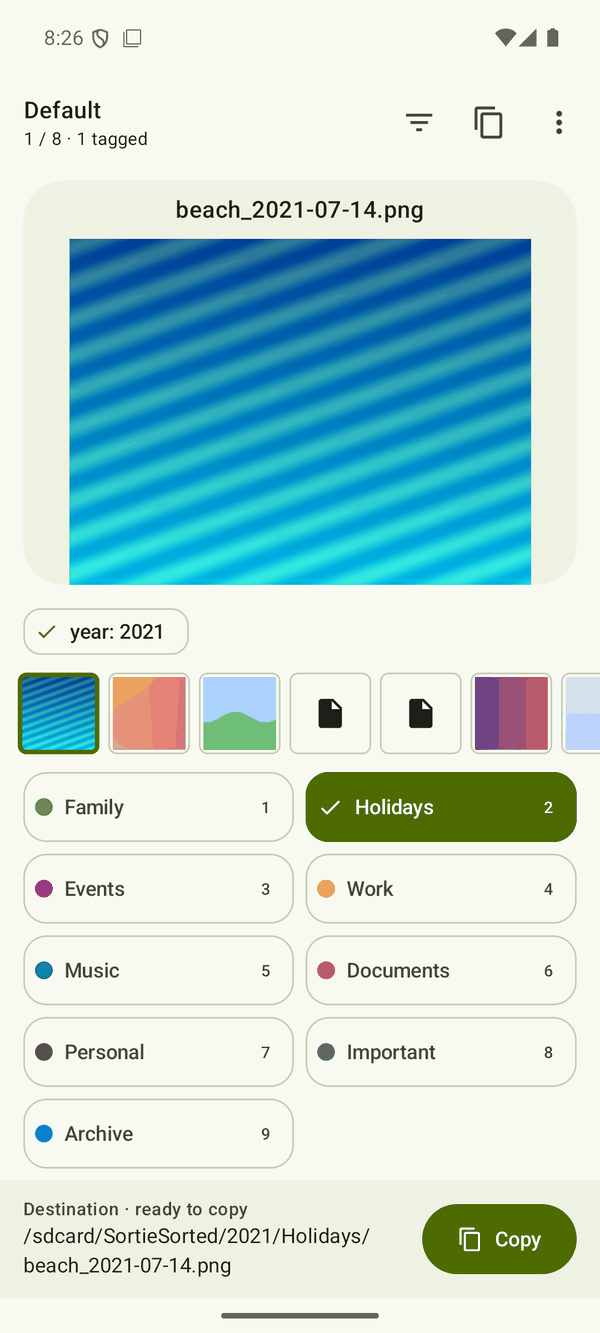 8:26
Default
1 / 8 · 1 tagged
beach_2021-07-14.png
year: 2021
Family 1
Holidays 2
Events 3
Work 4
Music 5
Documents 6
Personal 7
Important 8
Archive 9
Destination · ready to copy
/sdcard/SortieSorted/2021/Holidays/
beach_2021-07-14.png
Copy